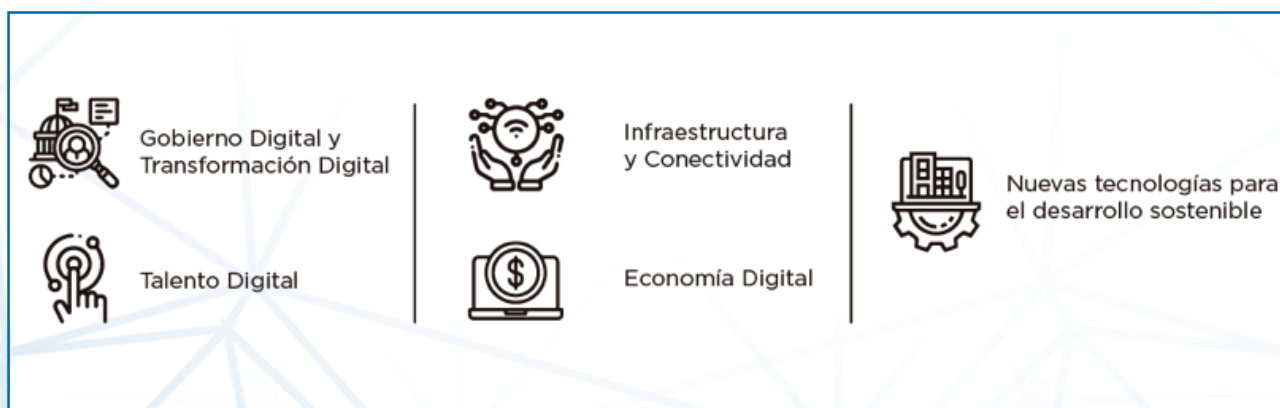 Gobierno Digital y
Transformación Digital
Talento Digital
Infraestructura
y Conectividad
Economía Digital
$
Nuevas tecnologías para
el desarrollo sostenible